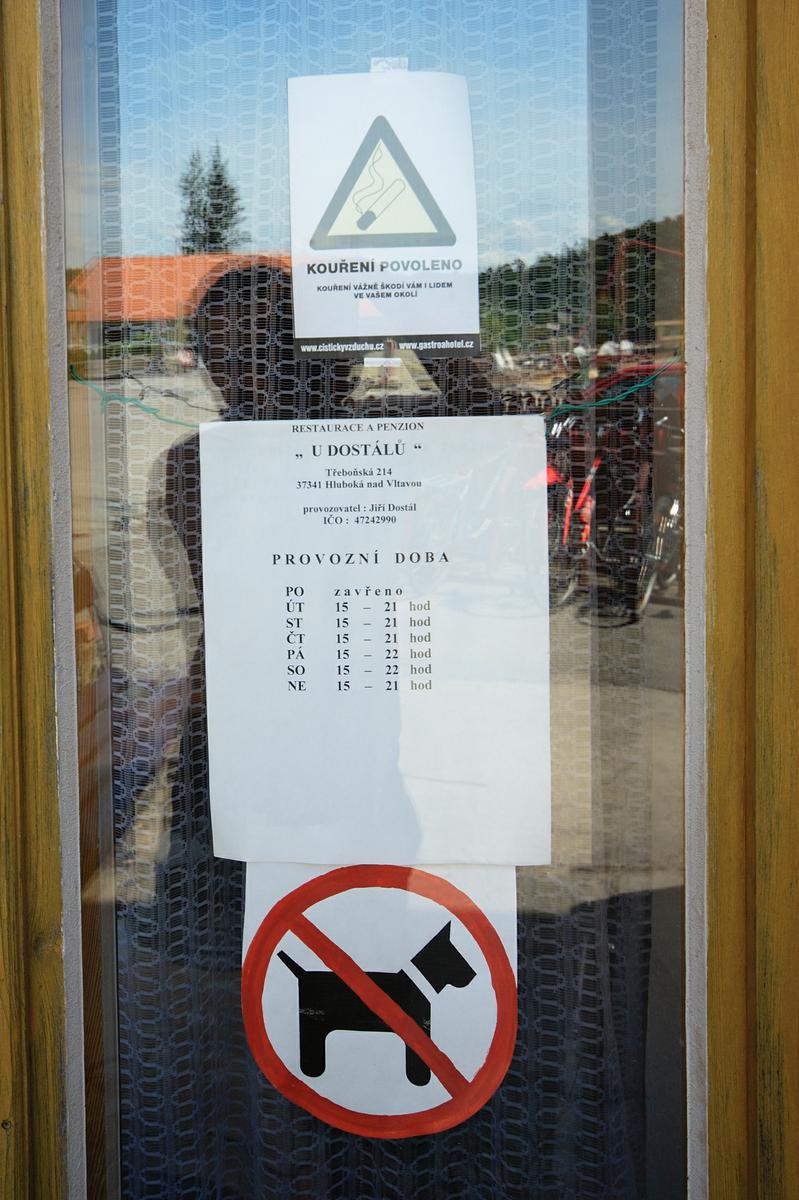 KOUŘENÍ POVOLENO
KOUŘENÍ VÁŽNĚ ŠKODÍ VÁM I LIDEM
VE VAŠEM OKOLÍ
www.cistickyvzduchu.cz www.gastroahotel.cz
RESTAURACE A PENZION
„ U DOSTÁLŮ “
Třeboňská 214
37341 Hluboká nad Vltavou
provozovatel : Jiří Dostál
IČO : 47242990
PROVOZNÍ DOBA
PO zavřeno
ÚT 15 – 21 hod
ST 15 – 21 hod
ČT 15 – 21 hod
PÁ 15 – 22 hod
SO 15 – 22 hod
NE 15 – 21 hod